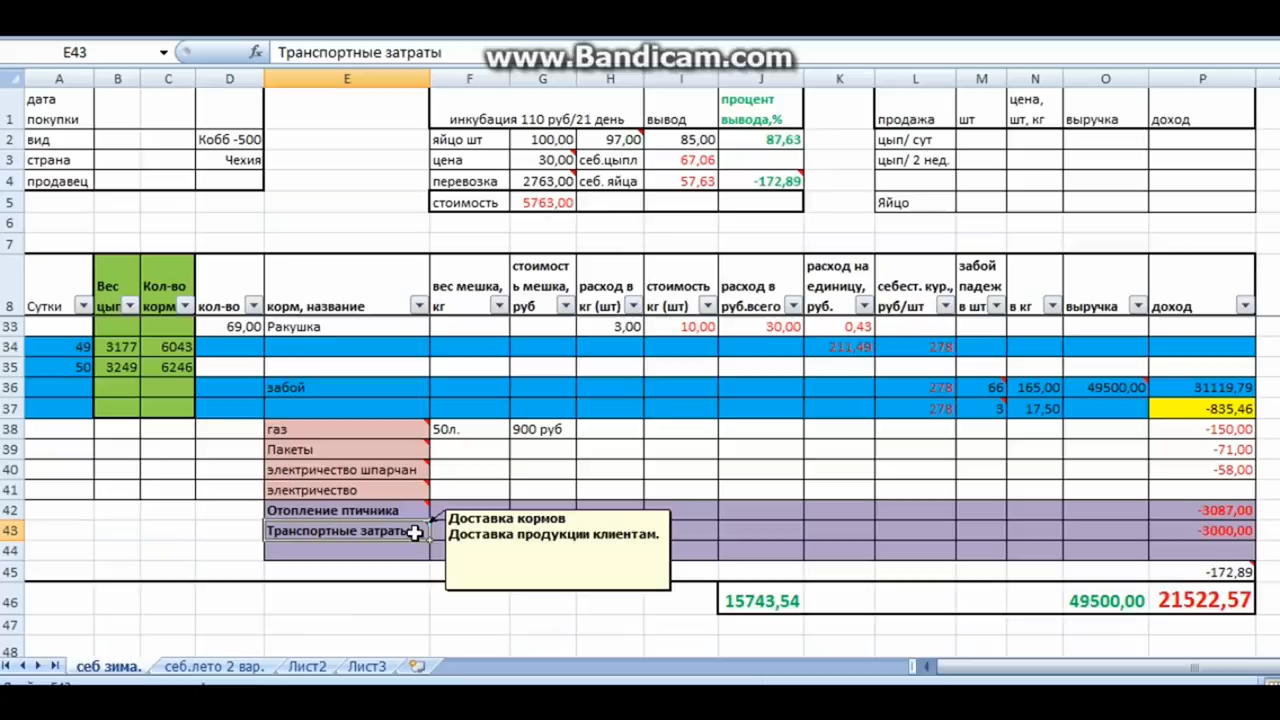 www.Bandicam.com
E43 fx Транспортные затраты
A B C D E F G H I J K L M N O P
1 дата покупки инкубация 110 руб/21 день вывод процент вывода,% продажа шт цена, шт, кг выручка доход
2 вид Кобб -500 яйцо шт 100,00 97,00 85,00 87,63 цып/ сут
3 страна Чехия цена 30,00 себ.цыпл 67,06 цып/ 2 нед.
4 продавец перевозка 2763,00 себ. яйца 57,63 -172,89
5 стоимость 5763,00 Яйцо
6
7
8 Сутки Вес цып Кол-во корм кол-во корм, название вес мешка, кг стоимост ь мешка, руб расход в кг (шт) стоимость кг (шт) расход в руб.всего расход на единицу, руб. себест. кур., руб/шт забой падеж в шт в кг выручка доход
33 69,00 Ракушка 3,00 10,00 30,00 0,43
34 49 3177 6043 211,49 278
35 50 3249 6246
36 забой 278 66 165,00 49500,00 31119,79
37 278 3 17,50 -835,46
38 газ 50л. 900 руб -150,00
39 Пакеты -71,00
40 электричество шпарчан -58,00
41 электричество
42 Отопление птичника -3087,00
43 Транспортные затраты -3000,00
Доставка кормов
Доставка продукции клиентам.
44
45 -172,89
46 15743,54 49500,00 21522,57
47
48
себ зима. себ.лето 2 вар. Лист2 Лист3